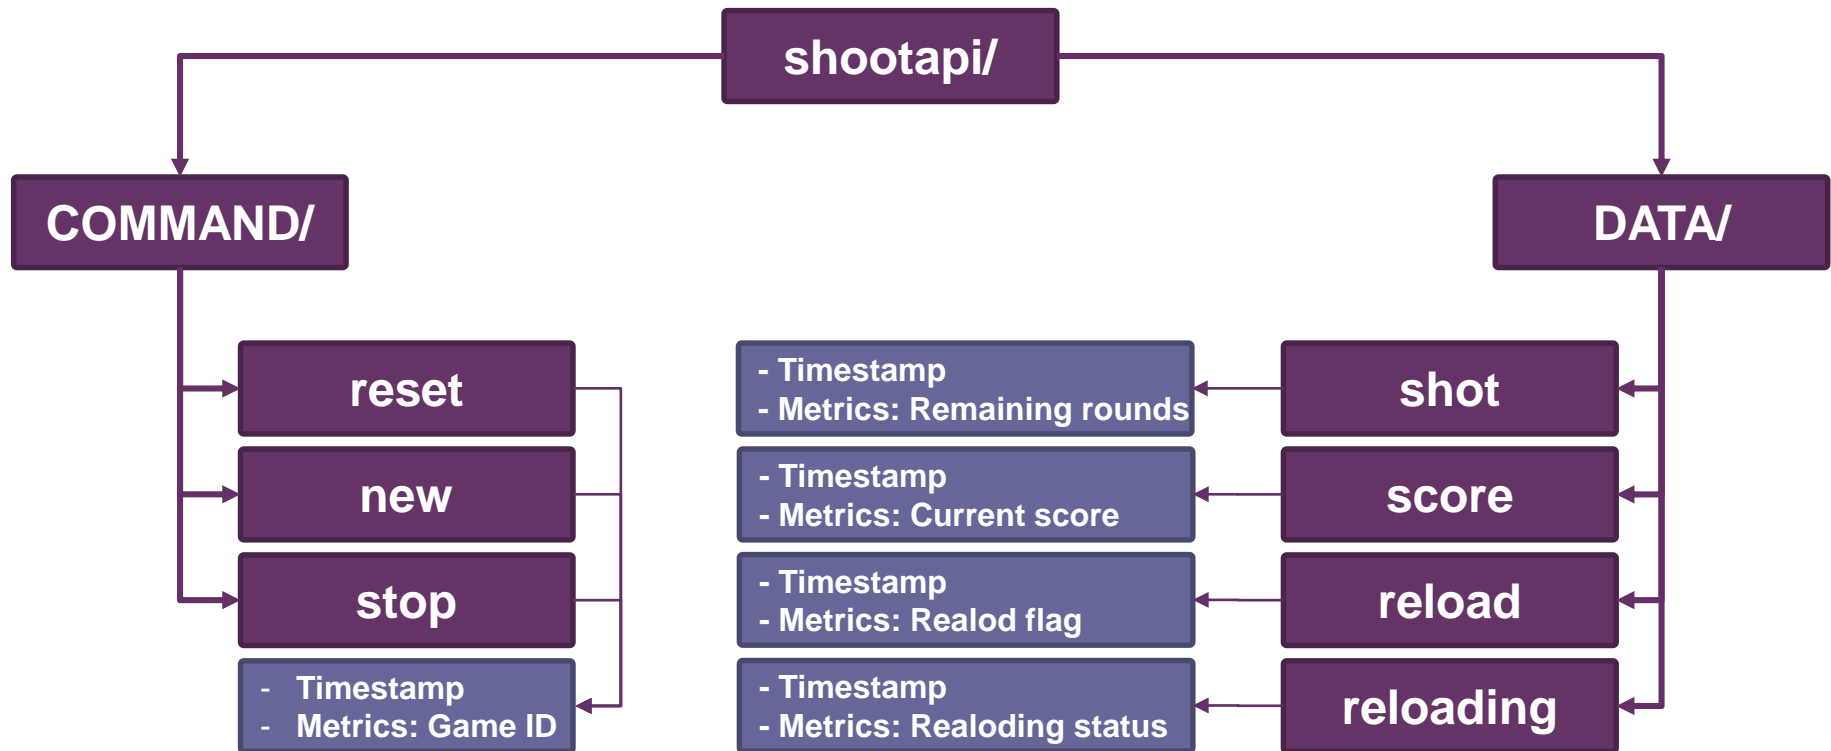 shootapi/
COMMAND/
DATA/
reset
new
stop
- Timestamp
- Metrics: Game ID
- Timestamp
- Metrics: Remaining rounds
shot
- Timestamp
- Metrics: Current score
score
- Timestamp
- Metrics: Realod flag
reload
- Timestamp
- Metrics: Realoding status
reloading